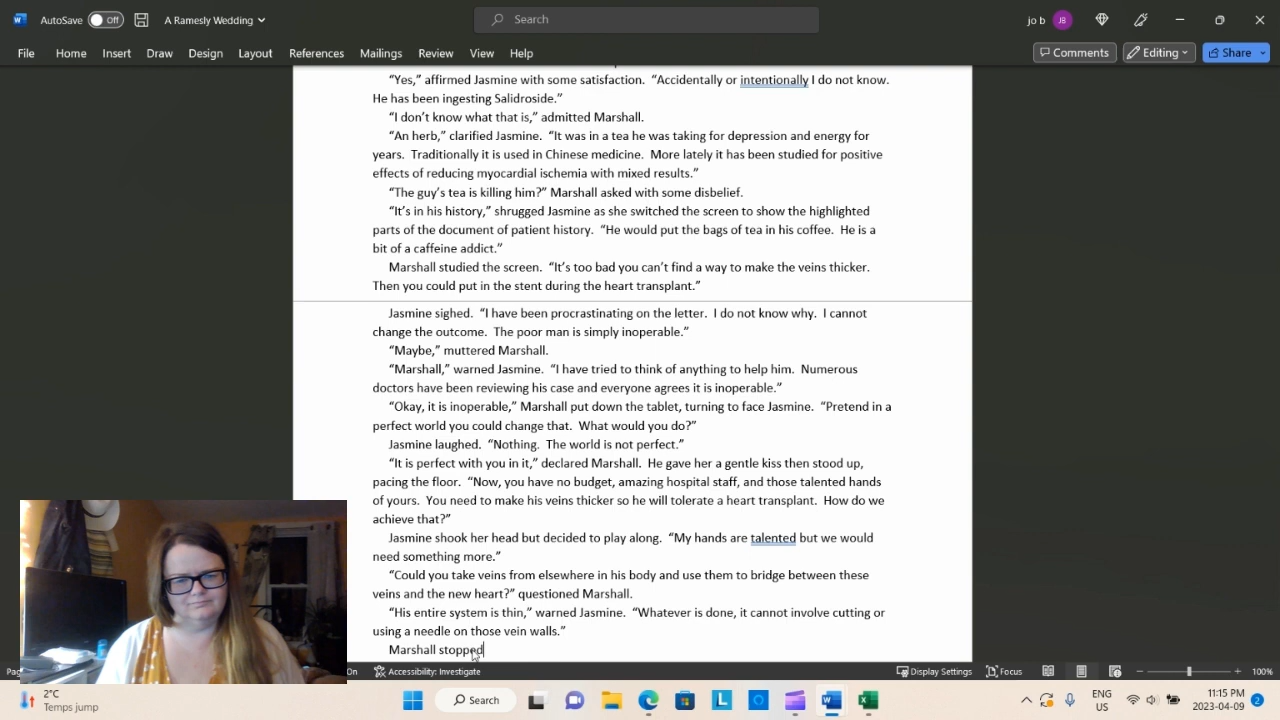 AutoSave Off A Ramesly Wedding Search jo b JB
File Home Insert Draw Design Layout References Mailings Review View Help Comments Editing Share
“Yes,” affirmed Jasmine with some satisfaction. “Accidentally or intentionally I do not know.
He has been ingesting Salidroside.”
“I don’t know what that is,” admitted Marshall.
“An herb,” clarified Jasmine. “It was in a tea he was taking for depression and energy for
years. Traditionally it is used in Chinese medicine. More lately it has been studied for positive
effects of reducing myocardial ischemia with mixed results.”
“The guy’s tea is killing him?” Marshall asked with some disbelief.
“It’s in his history,” shrugged Jasmine as she switched the screen to show the highlighted
parts of the document of patient history. “He would put the bags of tea in his coffee. He is a
bit of a caffeine addict.”
Marshall studied the screen. “It’s too bad you can’t find a way to make the veins thicker.
Then you could put in the stent during the heart transplant.”
Jasmine sighed. “I have been procrastinating on the letter. I do not know why. I cannot
change the outcome. The poor man is simply inoperable.”
“Maybe,” muttered Marshall.
“Marshall,” warned Jasmine. “I have tried to think of anything to help him. Numerous
doctors have been reviewing his case and everyone agrees it is inoperable.”
“Okay, it is inoperable,” Marshall put down the tablet, turning to face Jasmine. “Pretend in a
perfect world you could change that. What would you do?”
Jasmine laughed. “Nothing. The world is not perfect.”
“It is perfect with you in it,” declared Marshall. He gave her a gentle kiss then stood up,
pacing the floor. “Now, you have no budget, amazing hospital staff, and those talented hands
of yours. You need to make his veins thicker so he will tolerate a heart transplant. How do we
achieve that?”
Jasmine shook her head but decided to play along. “My hands are talented but we would
need something more.”
“Could you take veins from elsewhere in his body and use them to bridge between these
veins and the new heart?” questioned Marshall.
“His entire system is thin,” warned Jasmine. “Whatever is done, it cannot involve cutting or
using a needle on those vein walls.”
Marshall stopped
Accessibility: Investigate Display Settings Focus 100%
2°C
Temps jump
Search
ENG
US
11:15 PM
2023-04-09
2